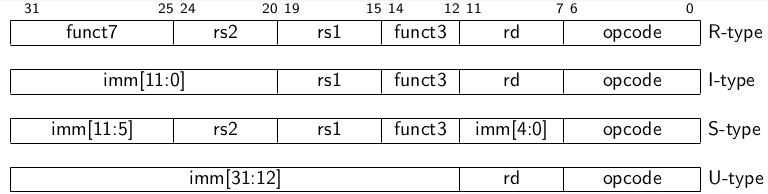 31 25 24 20 19 15 14 12 11 7 6 0
funct7 rs2 rs1 funct3 rd opcode R-type
imm[11:0] rs1 funct3 rd opcode I-type
imm[11:5] rs2 rs1 funct3 imm[4:0] opcode S-type
imm[31:12] rd opcode U-type